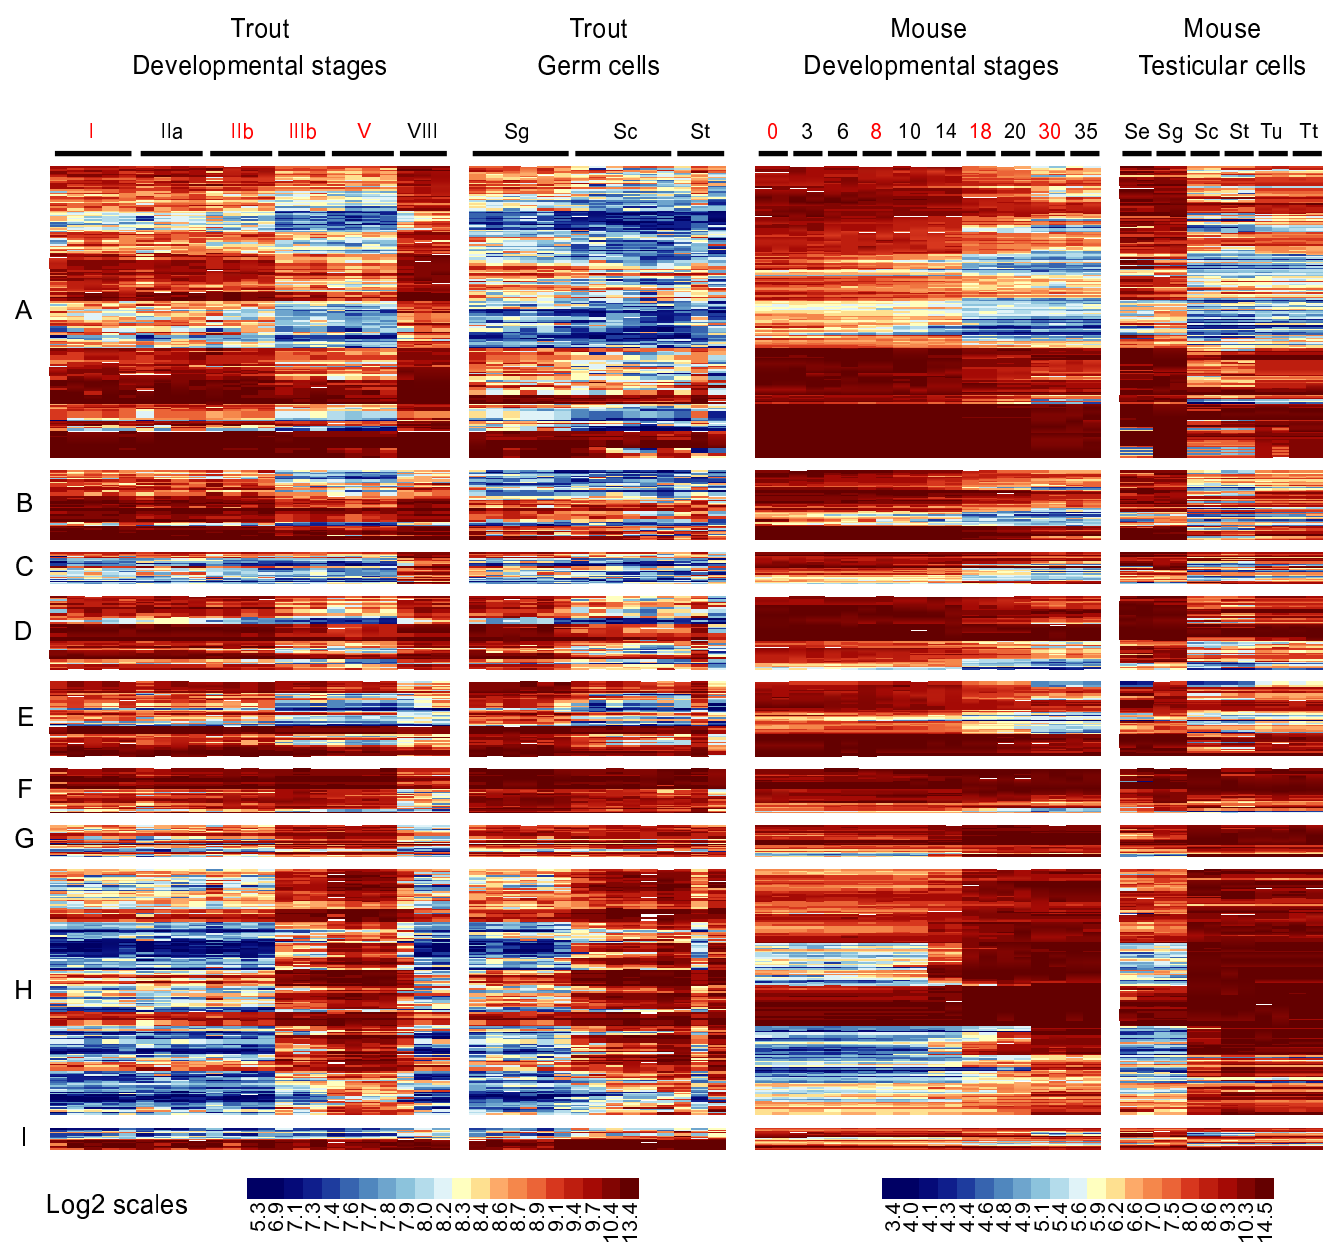 Trout Trout Mouse Mouse
Developmental stages Germ cells Developmental stages Testicular cells
I IIa IIb IIIb V VIII Sg Sc St 0 3 6 8 10 14 18 20 30 35 Se Sg Sc St Tu Tt
A
B
C
D
E
F
G
H
I
Log2 scales
5.3 6.9 7.1 7.3 7.4 7.6 7.7 7.8 7.9 8.0 8.2 8.3 8.4 8.6 8.7 8.9 9.1 9.4 9.7 10.4 13.4
3.4 4.0 4.1 4.3 4.4 4.6 4.8 4.9 5.1 5.4 5.6 5.9 6.2 6.6 7.0 7.5 8.0 8.6 9.3 10.3 14.5